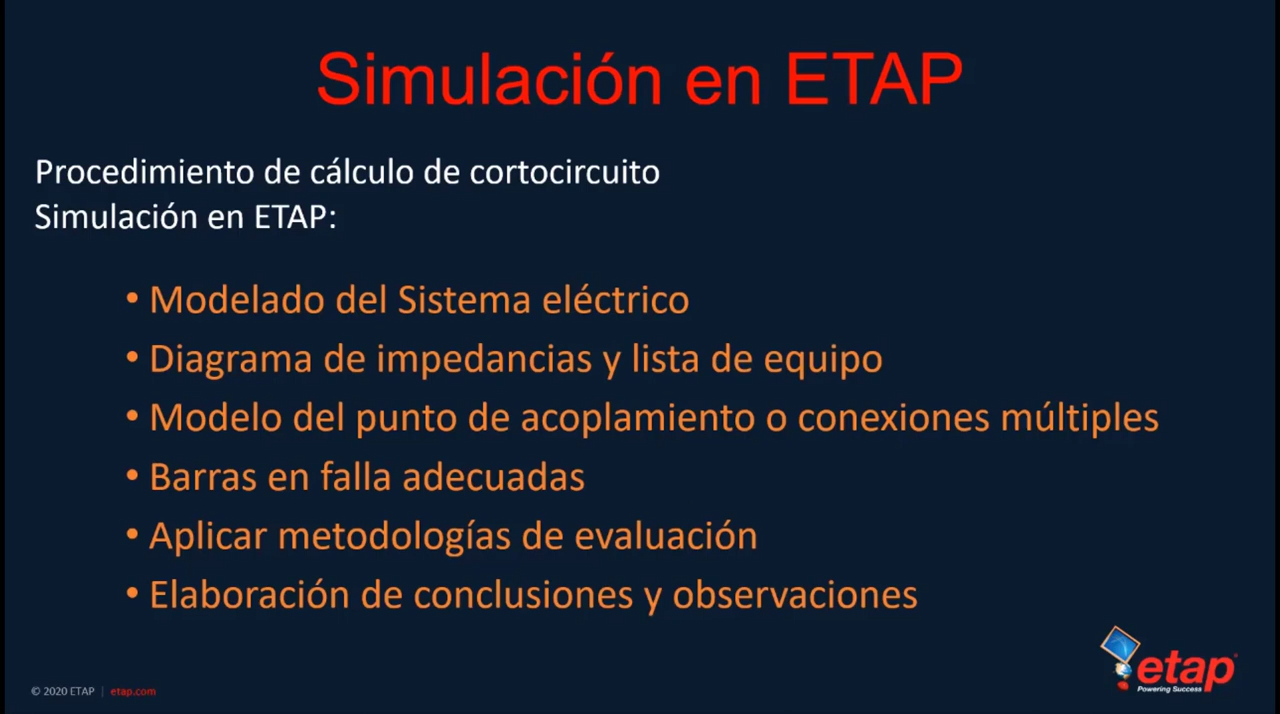 Simulación en ETAP
Procedimiento de cálculo de cortocircuito
Simulación en ETAP:
• Modelado del Sistema eléctrico
• Diagrama de impedancias y lista de equipo
• Modelo del punto de acoplamiento o conexiones múltiples
• Barras en falla adecuadas
• Aplicar metodologías de evaluación
• Elaboración de conclusiones y observaciones
etap®
Powering Success
© 2020 ETAP | etap.com